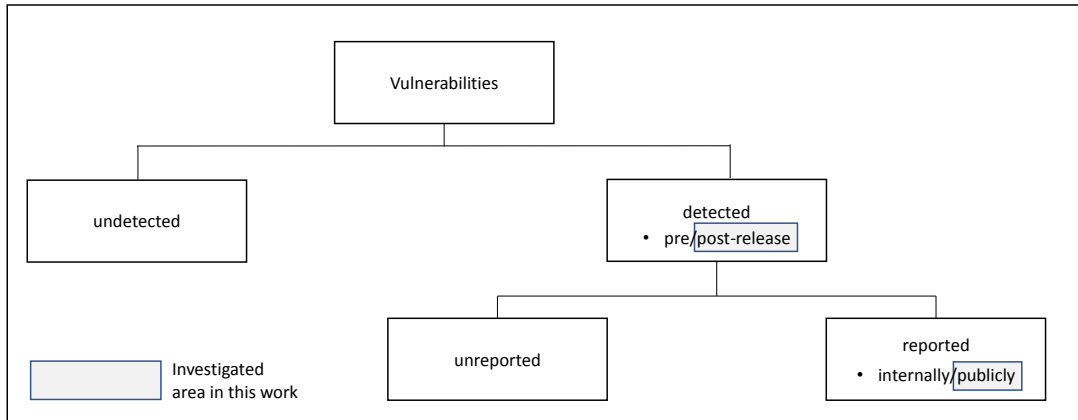 Vulnerabilities
undetected
detected
• pre/post-release
unreported
reported
• internally/publicly
Investigated
area in this work